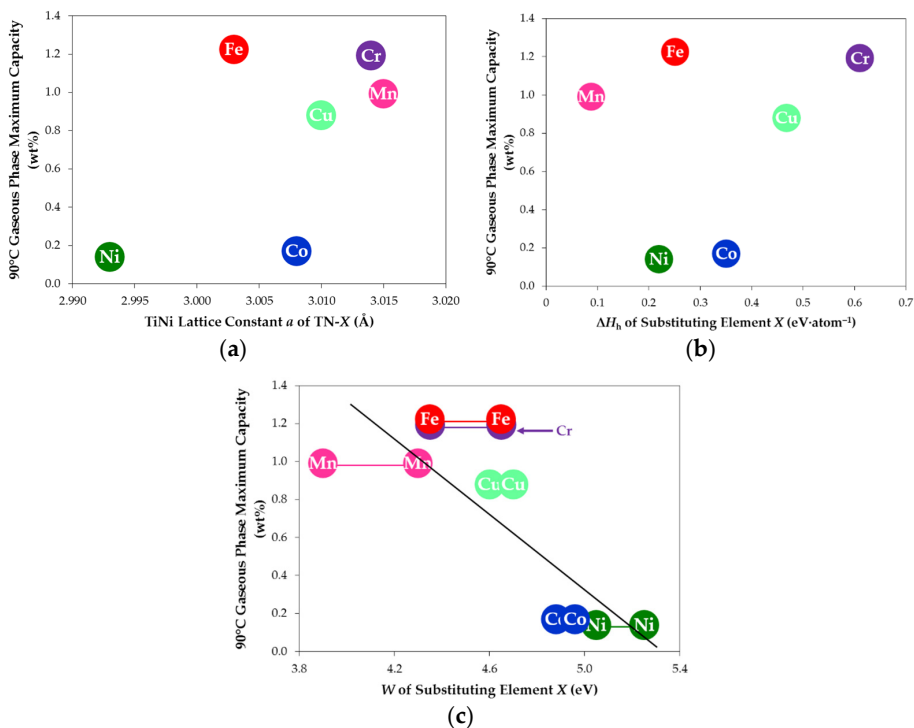 90°C Gaseous Phase Maximum Capacity
(wt%)
1.4
1.2
1.0
0.8
0.6
0.4
0.2
0.0
Fe
Cr
Mn
Cu
Ni
Co
2.990 2.995 3.000 3.005 3.010 3.015 3.020
TiNi Lattice Constant a of TN-X (Å)
(a)
90°C Gaseous Phase Maximum Capacity
(wt%)
1.4
1.2
1.0
0.8
0.6
0.4
0.2
0.0
Fe
Cr
Mn
Cu
Ni
Co
0 0.1 0.2 0.3 0.4 0.5 0.6 0.7
ΔHh of Substituting Element X (eV·atom⁻¹)
(b)
90°C Gaseous Phase Maximum Capacity
(wt%)
1.4
1.2
1.0
0.8
0.6
0.4
0.2
0.0
Fe Fe
Cr
Mn Mn
Cu Cu
Co Co Ni Ni
3.8 4.2 4.6 5.0 5.4
W of Substituting Element X (eV)
(c)